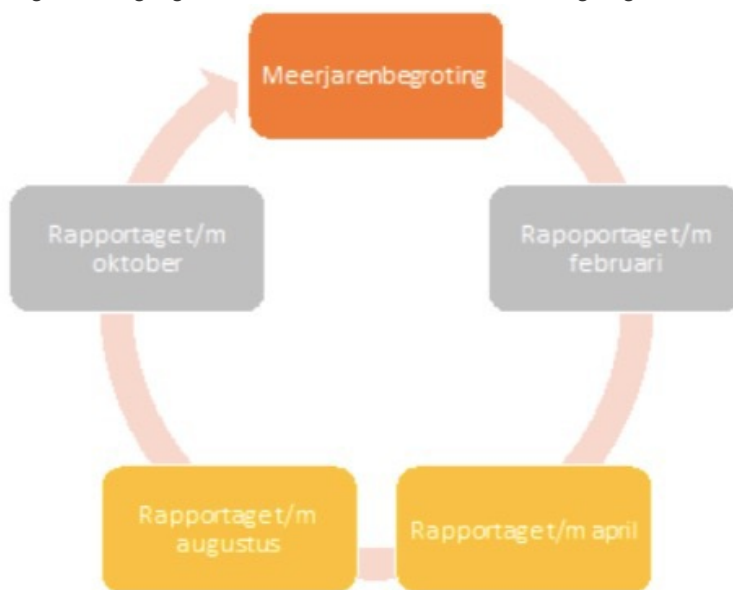 Meerjarenbegroting
Rapoportaget/m
februari
Rapportaget/m april
Rapportaget/m
augustus
Rapportaget/m
oktober